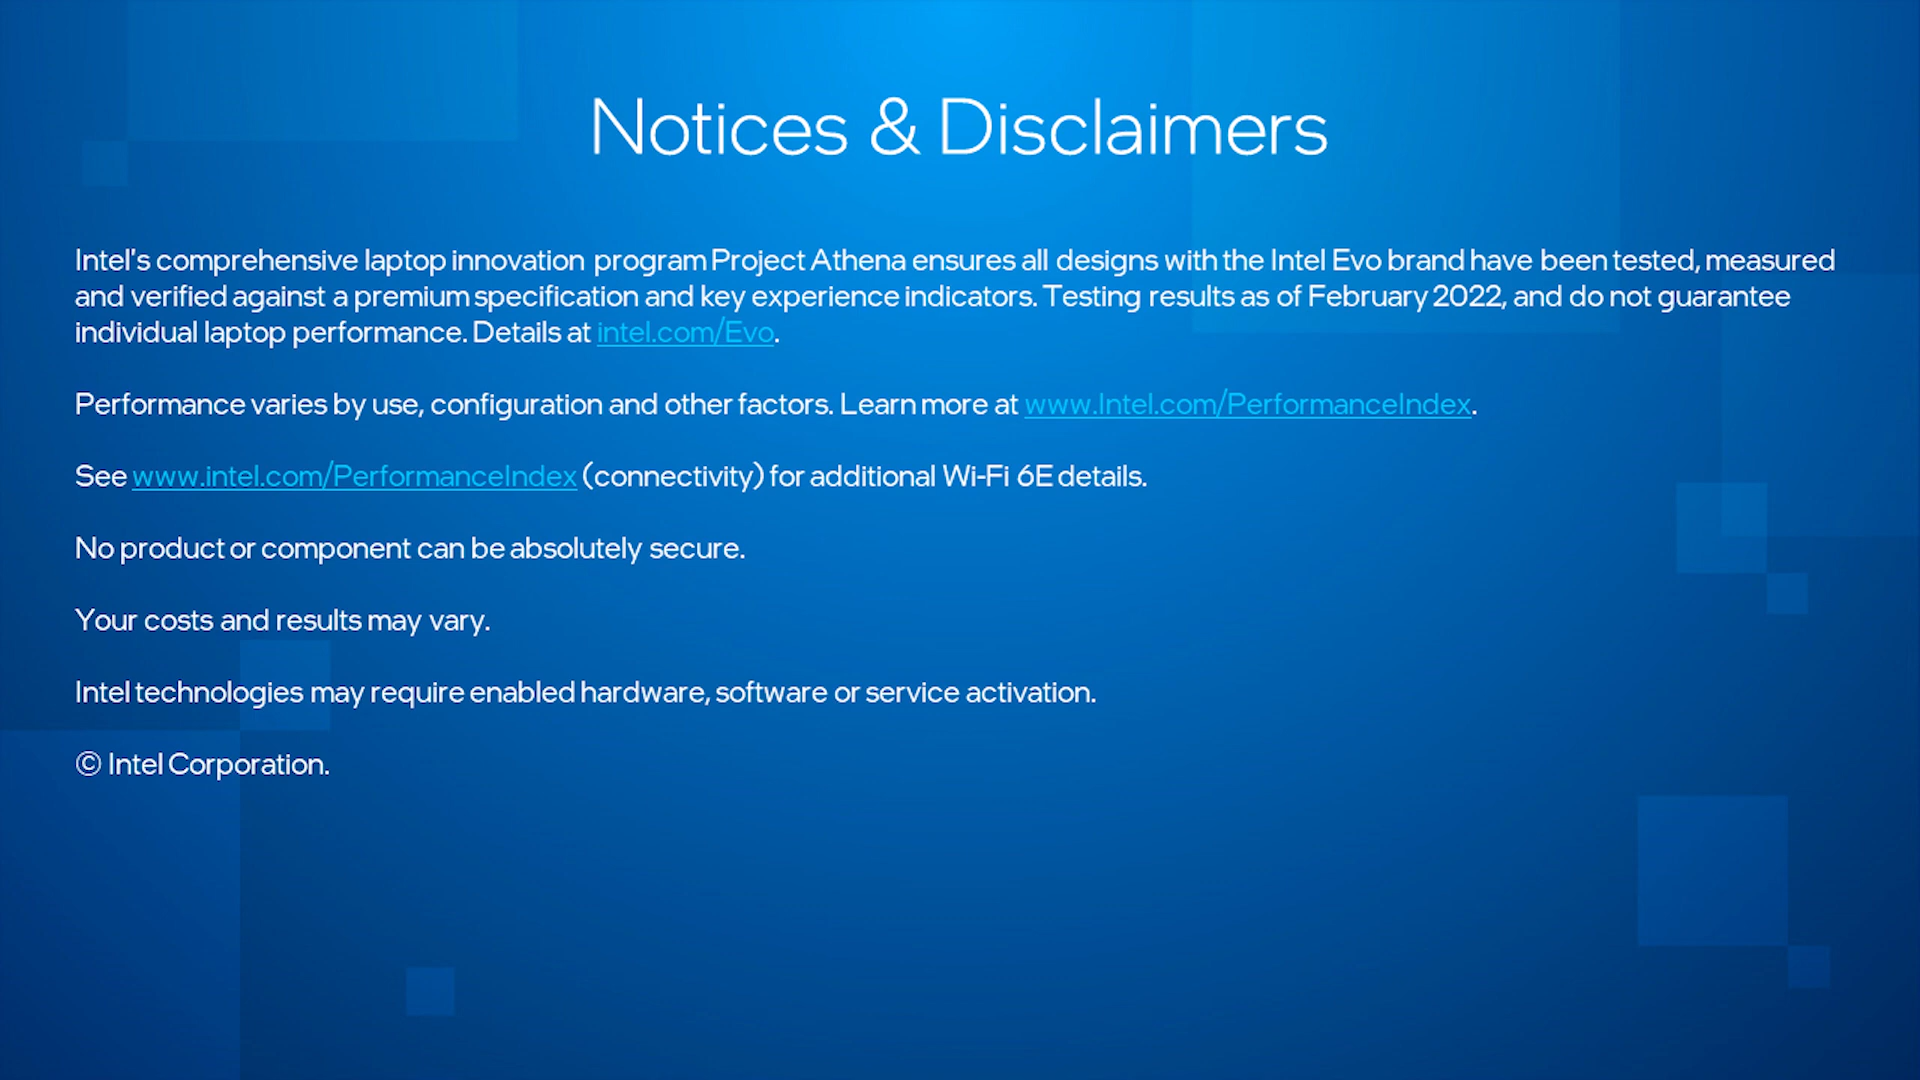 Notices & Disclaimers
Intel's comprehensive laptop innovation program Project Athena ensures all designs with the Intel Evo brand have been tested, measured
and verified against a premium specification and key experience indicators. Testing results as of February 2022, and do not guarantee
individual laptop performance. Details at intel.com/Evo.
Performance varies by use, configuration and other factors. Learn more at www.Intel.com/PerformanceIndex.
See www.intel.com/PerformanceIndex (connectivity) for additional Wi-Fi 6E details.
No product or component can be absolutely secure.
Your costs and results may vary.
Intel technologies may require enabled hardware, software or service activation.
© Intel Corporation.